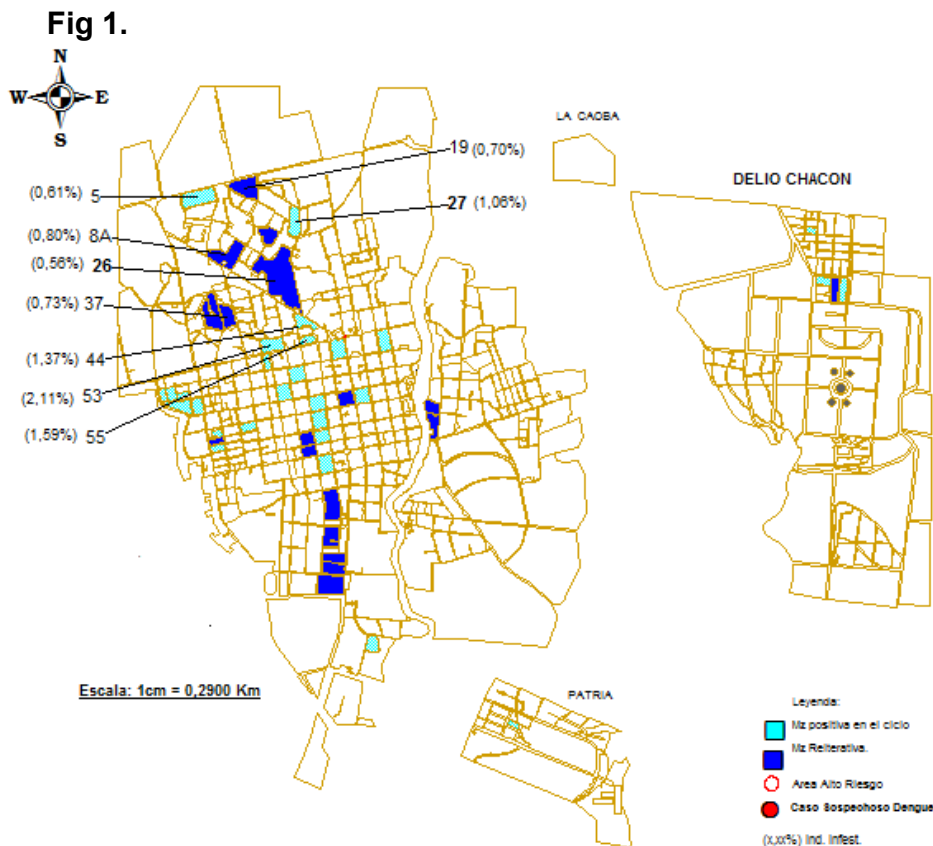 Fig 1.
N
W E
S
LA CAOBA
19 (0,70%)
DELIO CHACON
(0,61%) 5
27 (1,06%)
(0,80%) 8A
(0,56%) 26
(0,73%) 37
(1,37%) 44
(2,11%) 53
(1,59%) 55
Escala: 1cm = 0,2900 Km
PATRIA
Leyenda:
Mz positiva en el ciclo
Mz Reiterativa.
Area Alto Riesgo
Caso Sospechoso Dengue
(x,xx%) Ind. Infest.